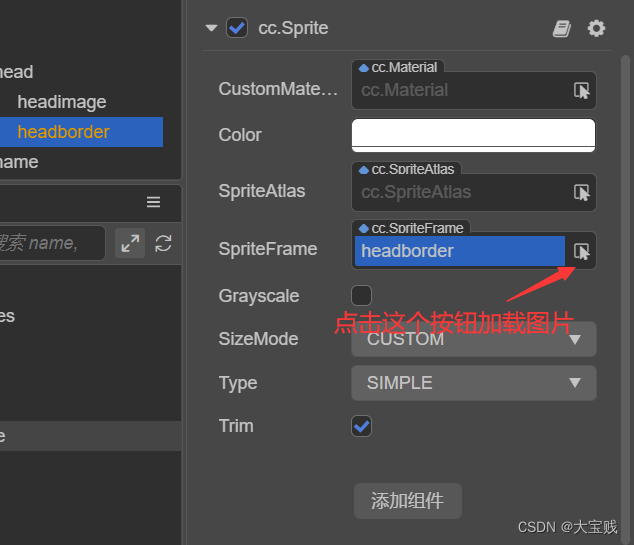 head
headimage
headborder
name
搜索 name,
es
e
cc.Sprite
cc.Material
CustomMate...
cc.Material
Color
cc.SpriteAtlas
SpriteAtlas
cc.SpriteAtlas
cc.SpriteFrame
SpriteFrame
headborder
Grayscale
点击这个按钮加载图片
SizeMode
CUSTOM
Type
SIMPLE
Trim
添加组件
CSDN @大宝贱